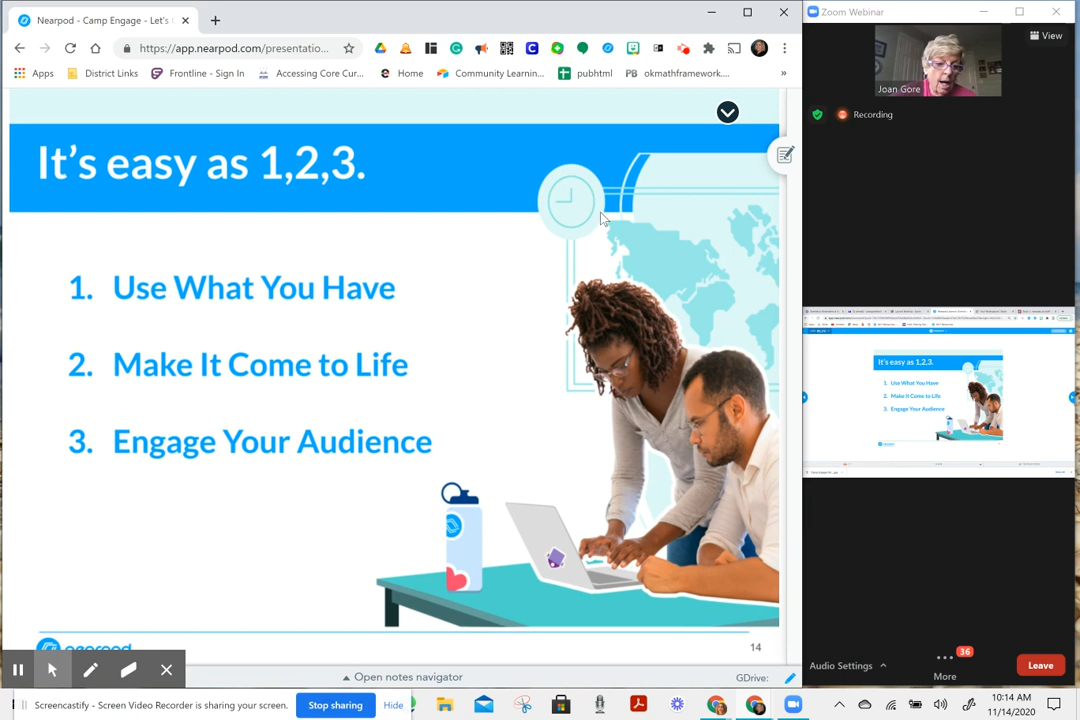 Nearpod - Camp Engage - Let's
Zoom Webinar
https://app.nearpod.com/presentatio...
View
Apps District Links Frontline - Sign In Accessing Core Cur... Home Community Learnin... pubhtml PB okmathframework.... »
Joan Gore
Recording
It's easy as 1,2,3.
1. Use What You Have
2. Make It Come to Life
3. Engage Your Audience
It's easy as 1,2,3.
1. Use What You Have
2. Make It Come to Life
3. Engage Your Audience
nearpod
14
Open notes navigator
GDrive:
Audio Settings
36
More
Leave
Screencastify - Screen Video Recorder is sharing your screen.
Stop sharing
Hide
10:14 AM
11/14/2020